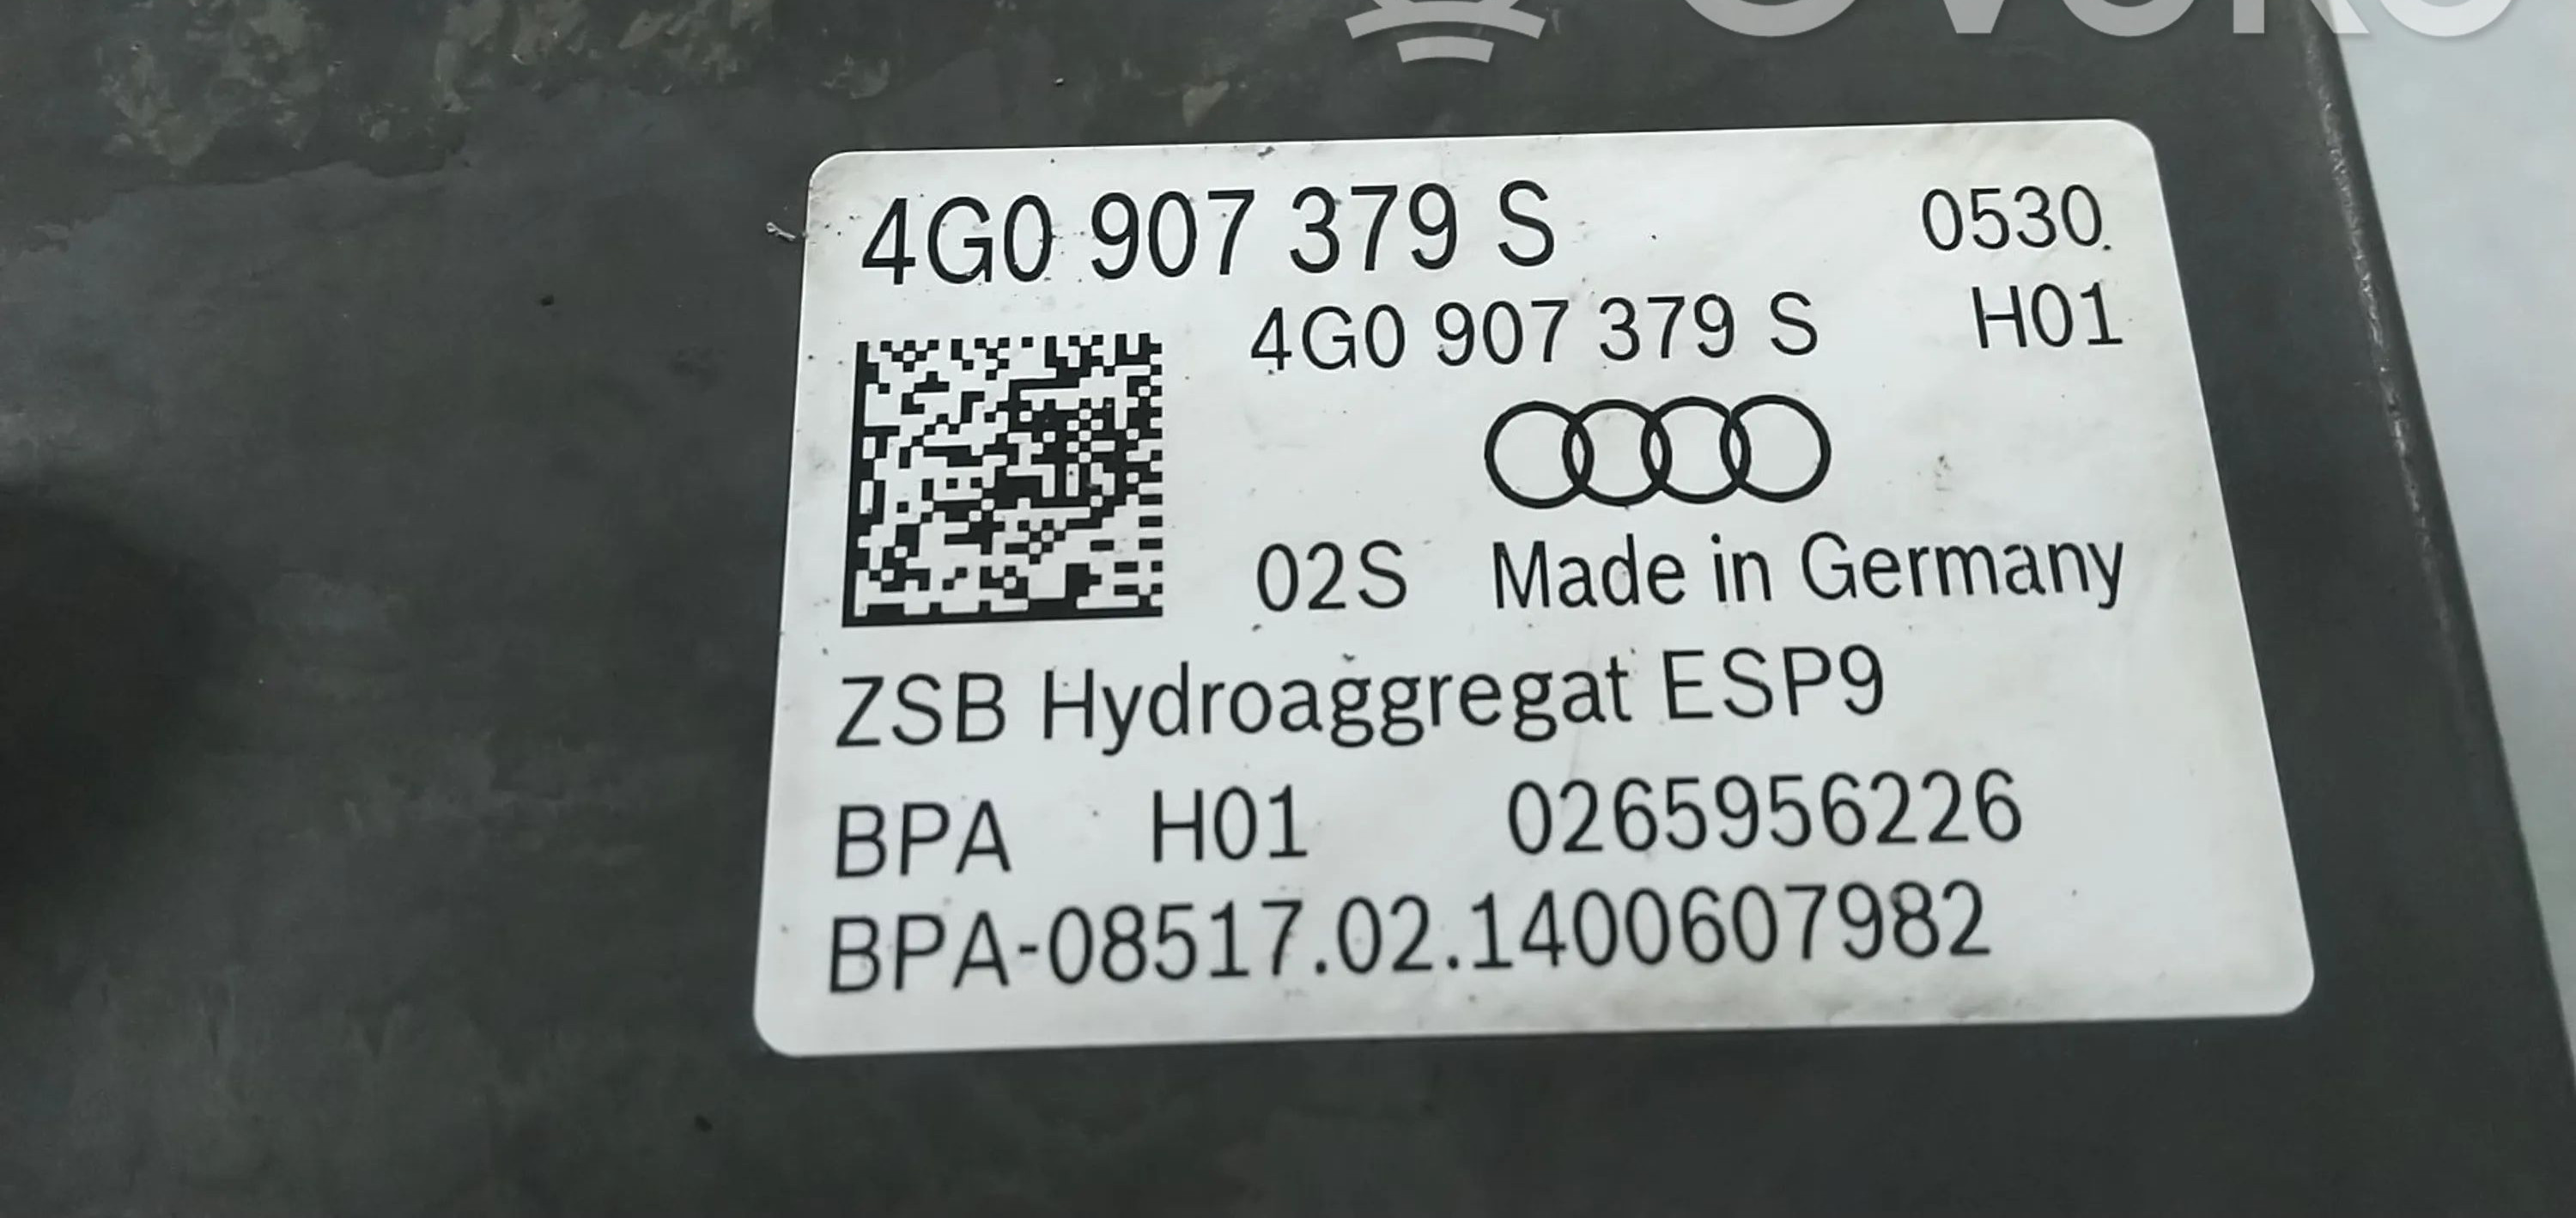 4G0 907 379 S 0530
4G0 907 379 S H01
02S Made in Germany
ZSB Hydroaggregat ESP9
BPA H01 0265956226
BPA-08517.02.1400607982